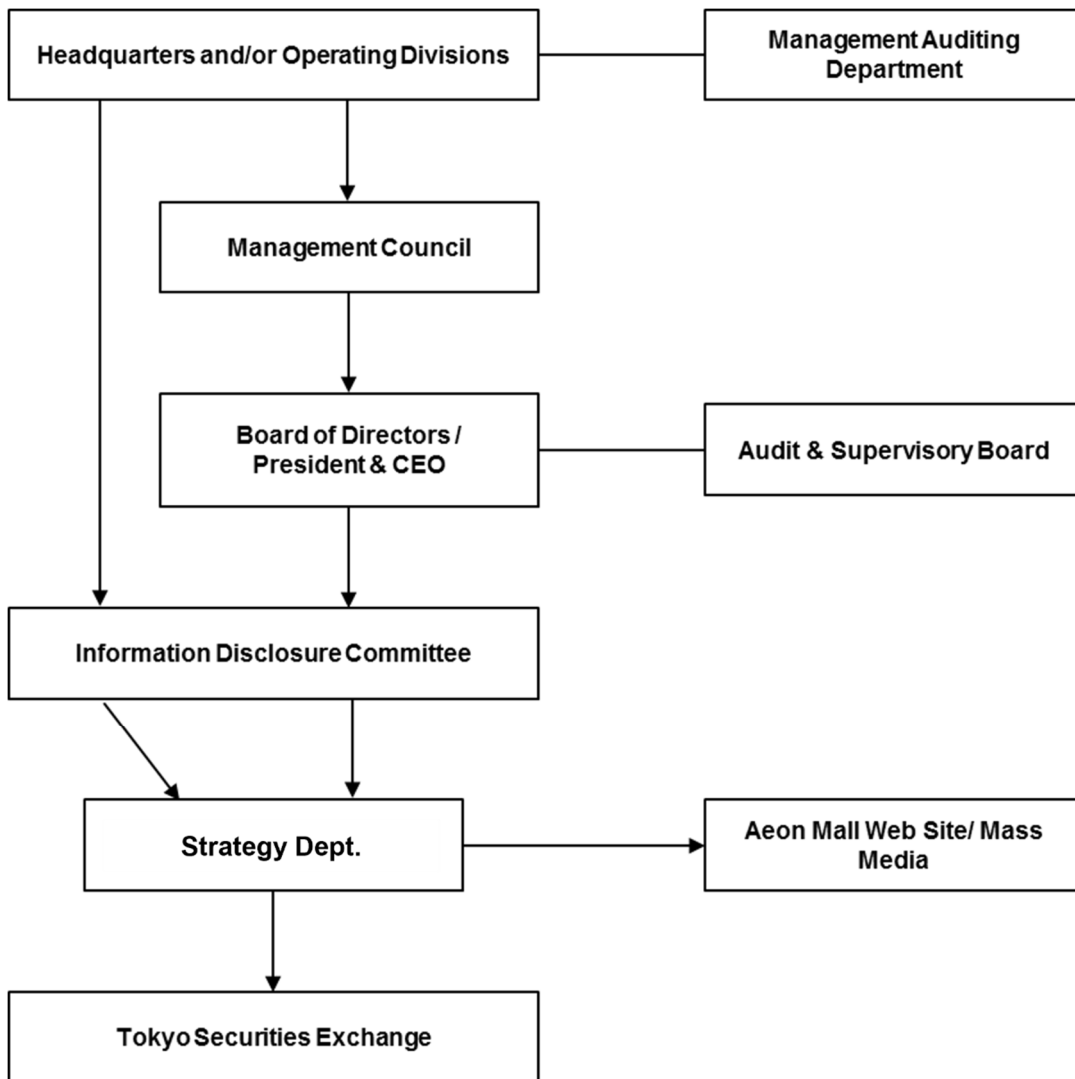 Headquarters and/or Operating Divisions
Management Auditing
Department
Management Council
Board of Directors /
President & CEO
Audit & Supervisory Board
Information Disclosure Committee
Strategy Dept.
Aeon Mall Web Site/ Mass
Media
Tokyo Securities Exchange